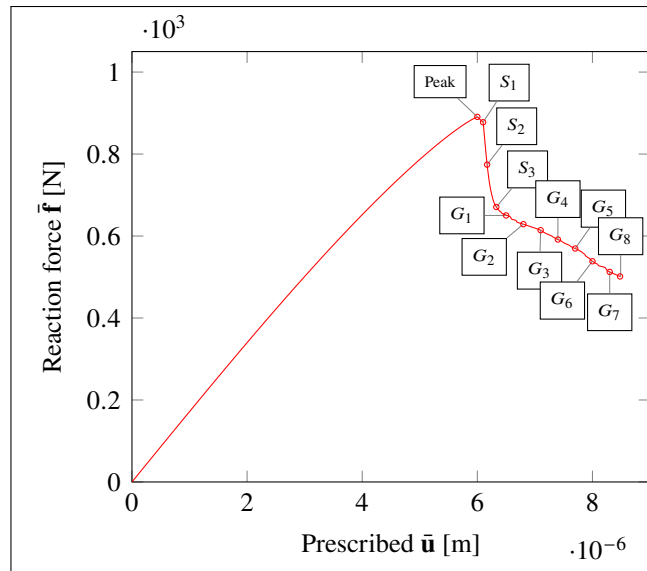 ·10³
1
0.8
0.6
0.4
0.2
0
0 2 4 6 8
·10⁻⁶
Reaction force f̄ [N]
Prescribed ū [m]
Peak
S₁
S₂
S₃
G₁
G₂
G₃
G₄
G₅
G₆
G₇
G₈